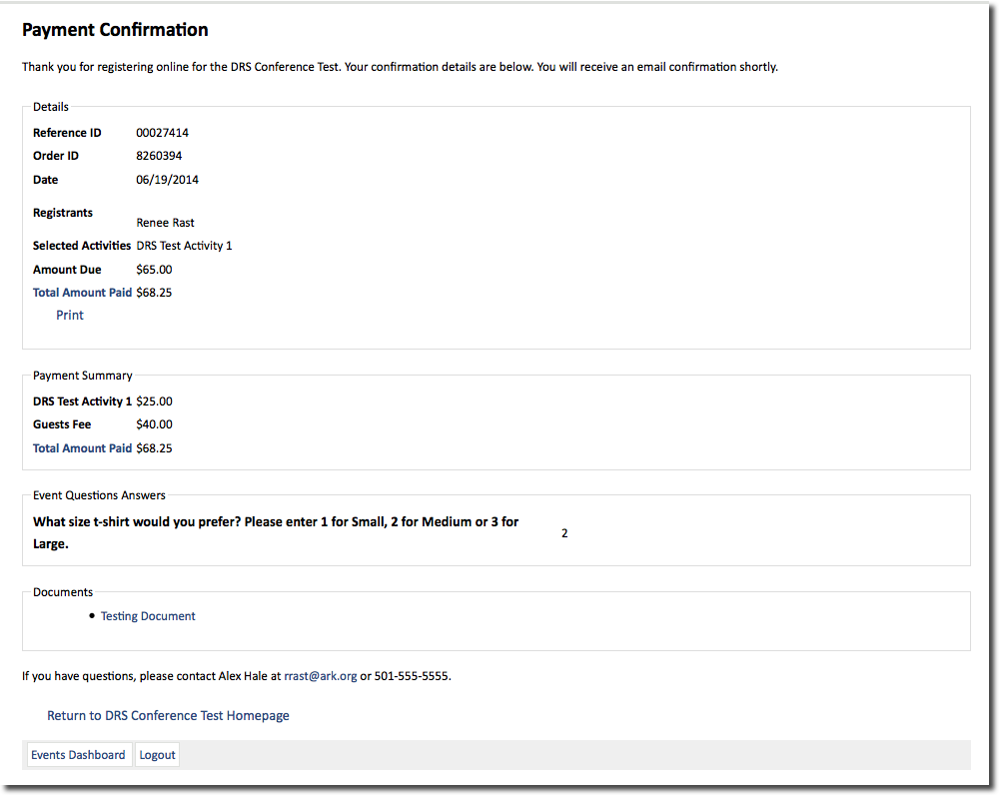 Payment Confirmation
Thank you for registering online for the DRS Conference Test. Your confirmation details are below. You will receive an email confirmation shortly.
Details
Reference ID 00027414
Order ID 8260394
Date 06/19/2014
Registrants
Renee Rast
Selected Activities DRS Test Activity 1
Amount Due $65.00
Total Amount Paid $68.25
Print
Payment Summary
DRS Test Activity 1 $25.00
Guests Fee $40.00
Total Amount Paid $68.25
Event Questions Answers
What size t-shirt would you prefer? Please enter 1 for Small, 2 for Medium or 3 for
Large.
2
Documents
• Testing Document
If you have questions, please contact Alex Hale at rrast@ark.org or 501-555-5555.
Return to DRS Conference Test Homepage
Events Dashboard Logout